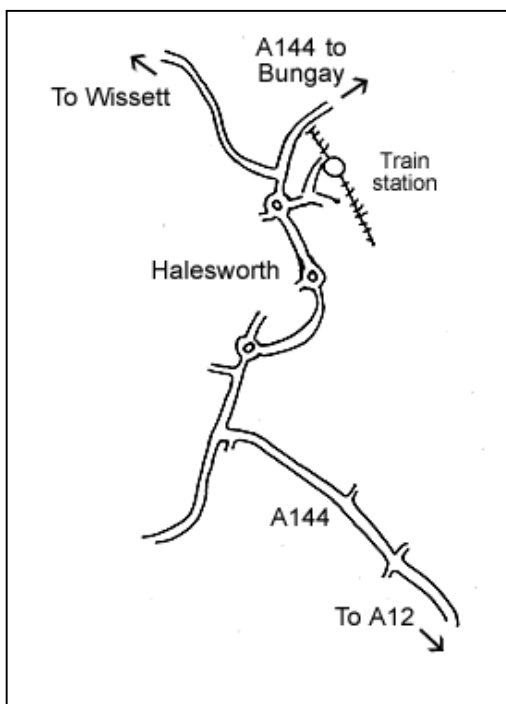 A144 to
Bungay
To Wissett
Train
station
Halesworth
A144
To A12